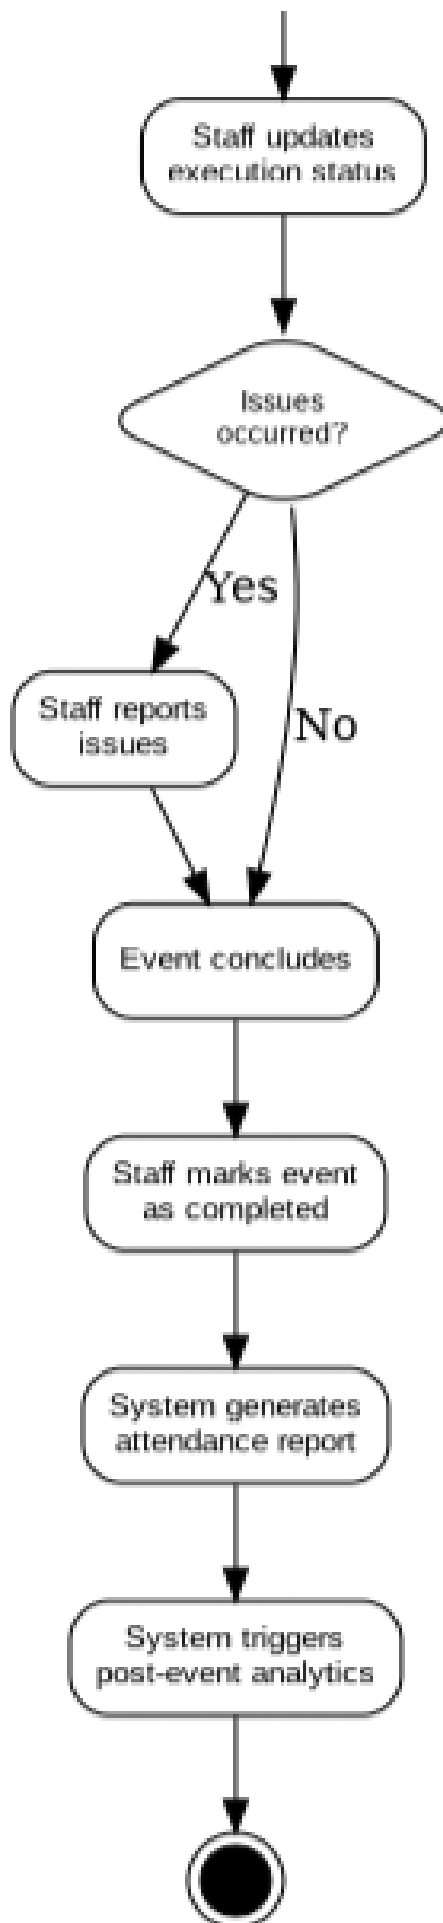 Staff updates
execution status
Issues
occurred?
Yes
Staff reports
issues
No
Event concludes
Staff marks event
as completed
System generates
attendance report
System triggers
post-event analytics